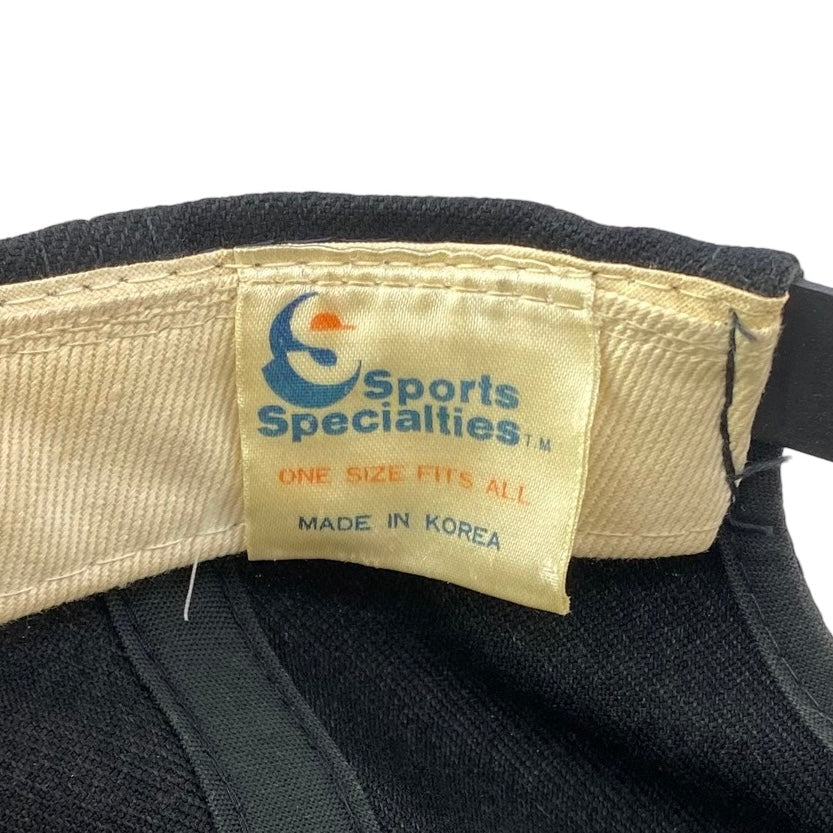 Sports
Specialties TM
ONE SIZE FITS ALL
MADE IN KOREA